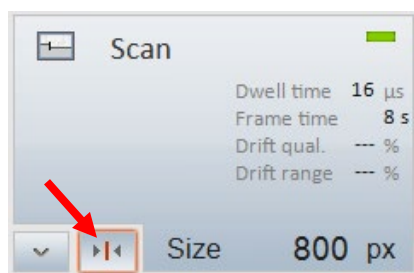 Scan
Dwell time 16 µs
Frame time 8 s
Drift qual. --- %
Drift range --- %
Size 800 px